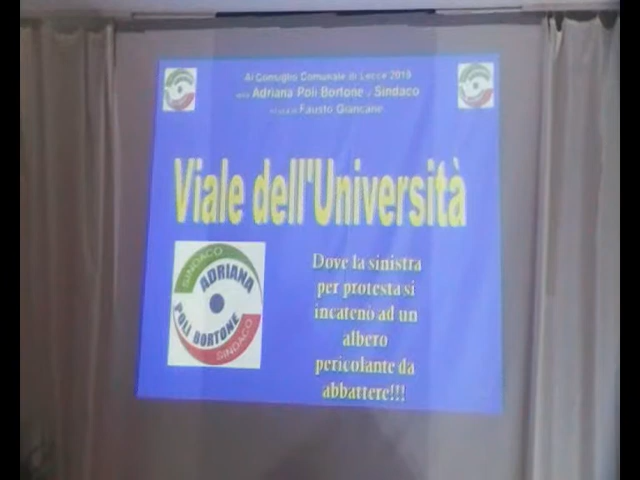 Al Consiglio Comunale di Lecce 2019
con Adriana Poli Bortone Sindaco
Fausto Giancane
Viale dell'Università
SINDACO
ADRIANA
POLI BORTONE
SINDACO
Dove la sinistra
per protesta si
incatenò ad un
albero
pericolante da
abbattere!!!